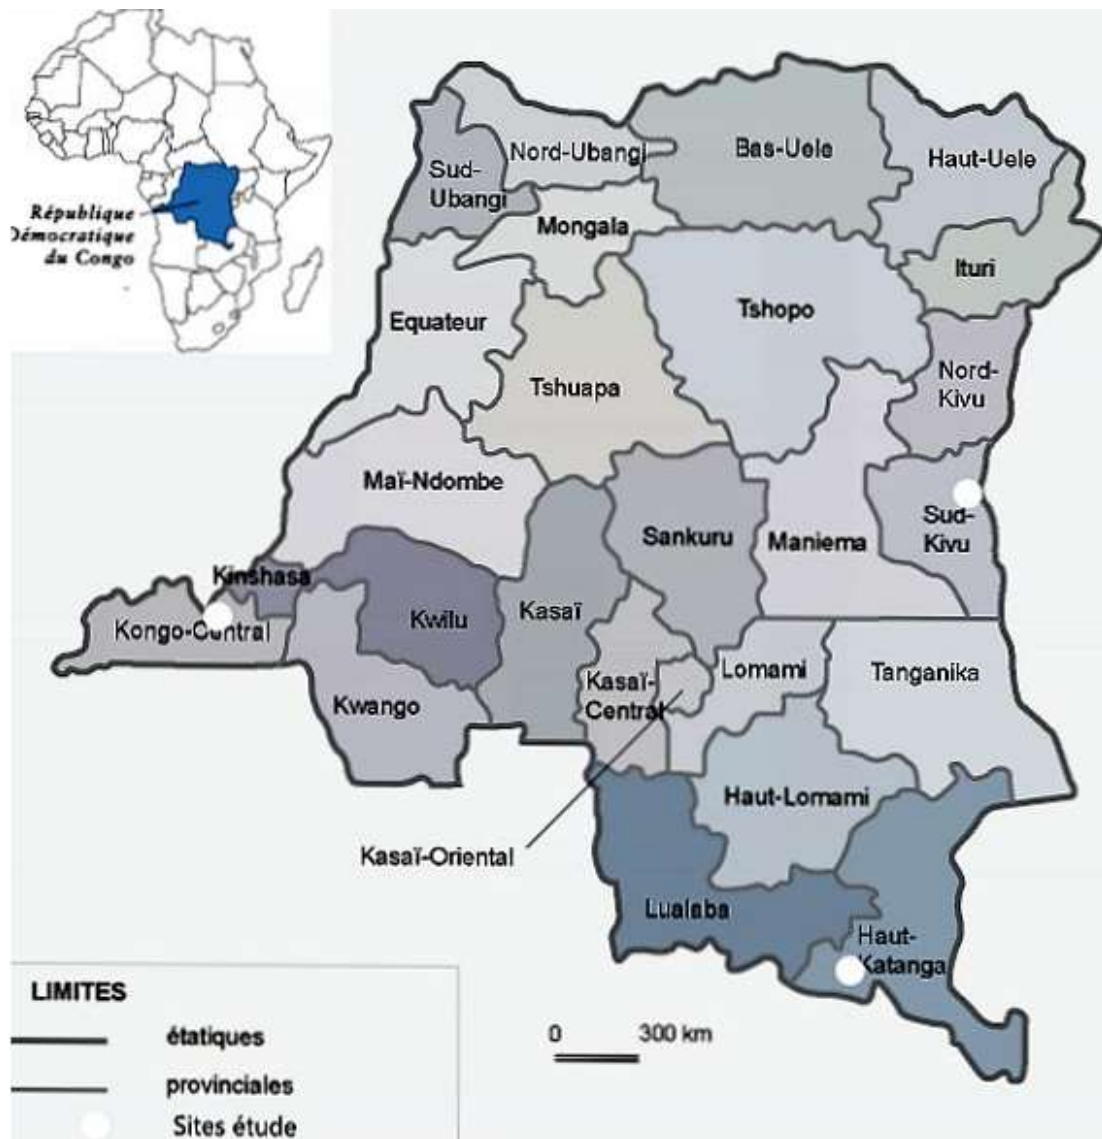 République
Démocratique
du Congo
Nord-Ubangi
Bas-Uele
Haut-Uele
Sud-
Ubangi
Mongala
Ituri
Equateur
Tshopo
Tshuapa
Nord-
Kivu
Maï-Ndombe
Sankuru
Maniema
Sud-
Kivu
Kinshasa
Kongo-Central
Kwilu
Kasaï
Kwango
Kasaï-
Central
Lomami
Tanganika
Haut-Lomami
Kasaï-Oriental
Lualaba
Haut-
Katanga
LIMITES
étatiques
provinciales
Sites étude
0 300 km